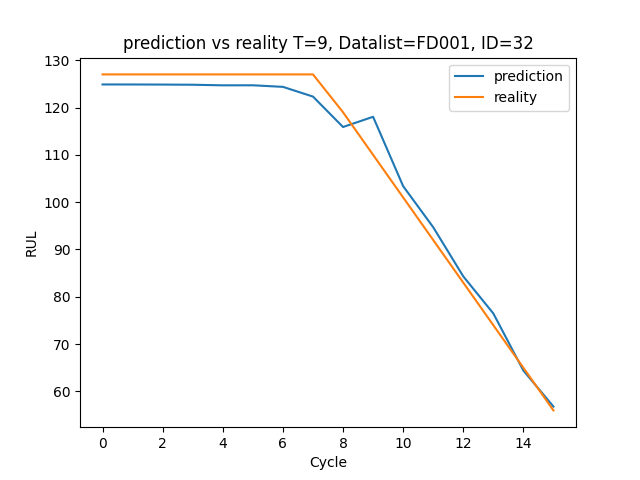 prediction vs reality T=9, Datalist=FD001, ID=32
prediction
reality
RUL
130
120
110
100
90
80
70
60
0 2 4 6 8 10 12 14
Cycle